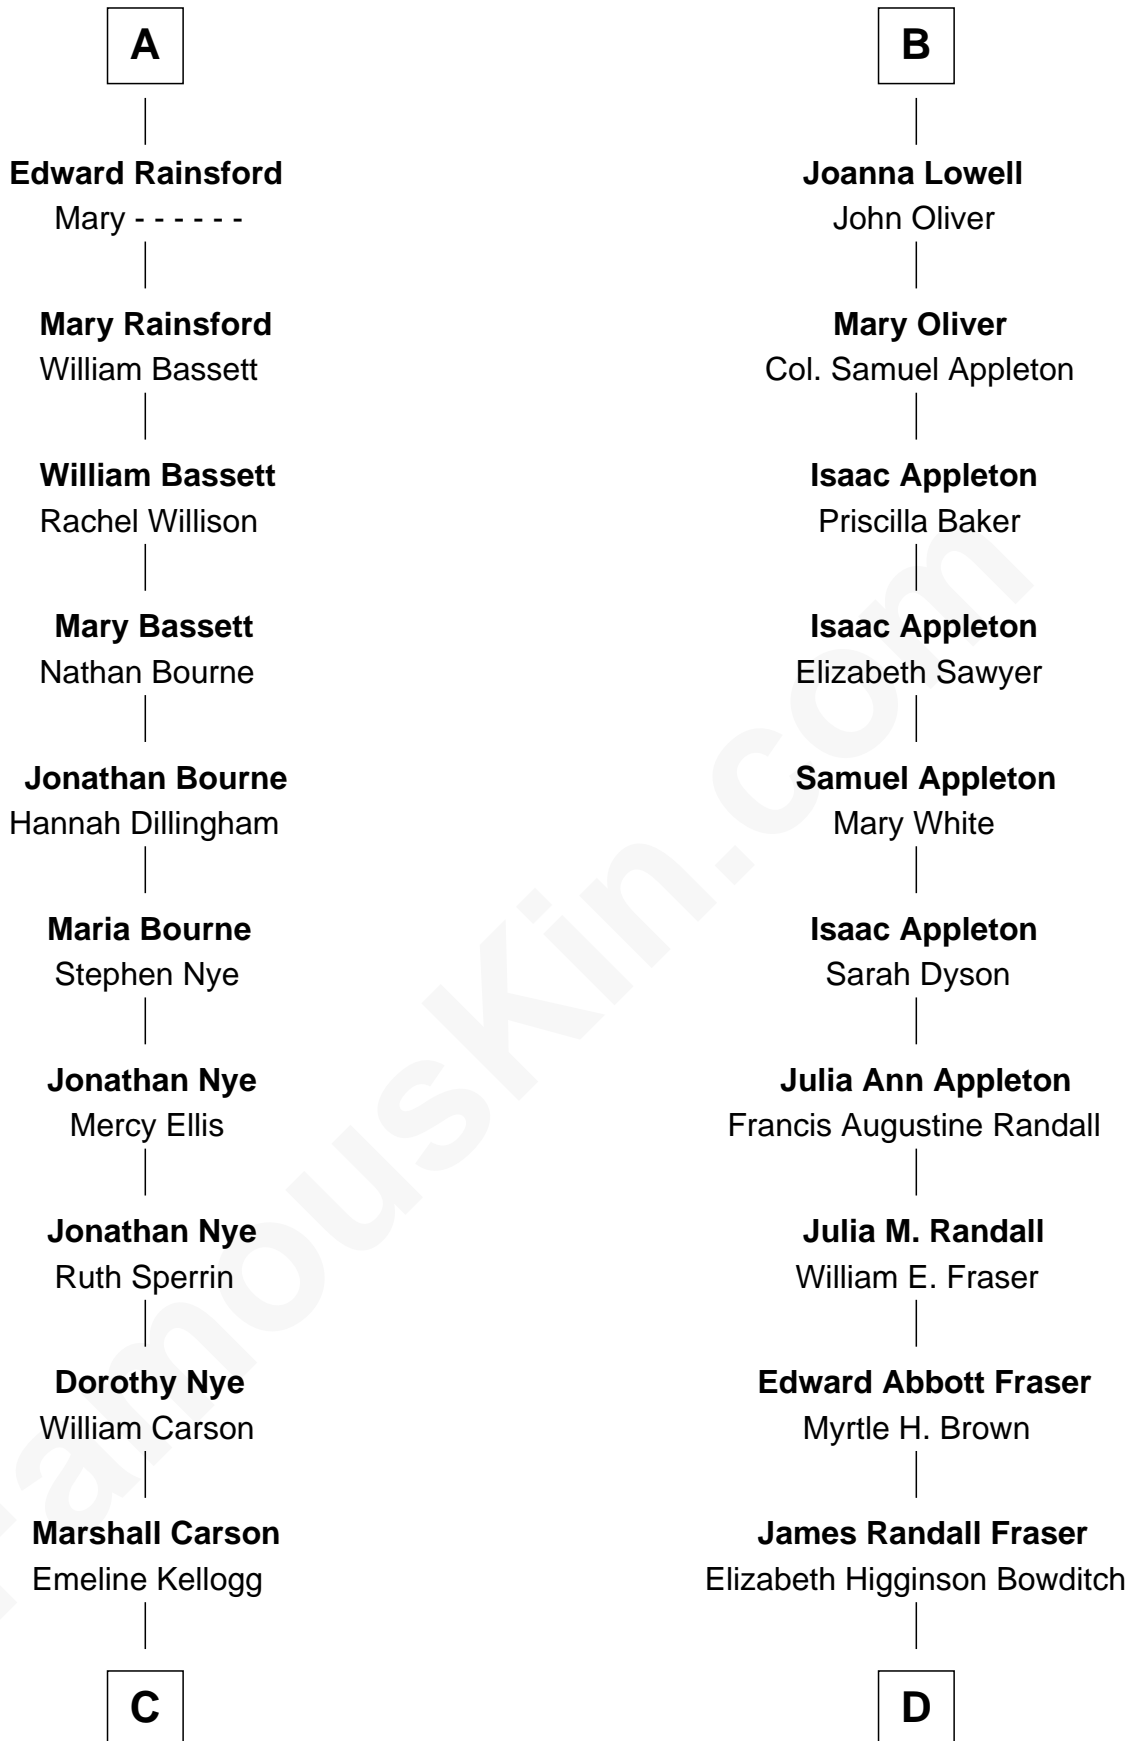 A
Edward Rainsford
Mary - - - - - -
Mary Rainsford
William Bassett
William Bassett
Rachel Willison
Mary Bassett
Nathan Bourne
Jonathan Bourne
Hannah Dillingham
Maria Bourne
Stephen Nye
Jonathan Nye
Mercy Ellis
Jonathan Nye
Ruth Sperrin
Dorothy Nye
William Carson
Marshall Carson
Emeline Kellogg
C
B
Joanna Lowell
John Oliver
Mary Oliver
Col. Samuel Appleton
Isaac Appleton
Priscilla Baker
Isaac Appleton
Elizabeth Sawyer
Samuel Appleton
Mary White
Isaac Appleton
Sarah Dyson
Julia Ann Appleton
Francis Augustine Randall
Julia M. Randall
William E. Fraser
Edward Abbott Fraser
Myrtle H. Brown
James Randall Fraser
Elizabeth Higginson Bowditch
D
FamousKin.com